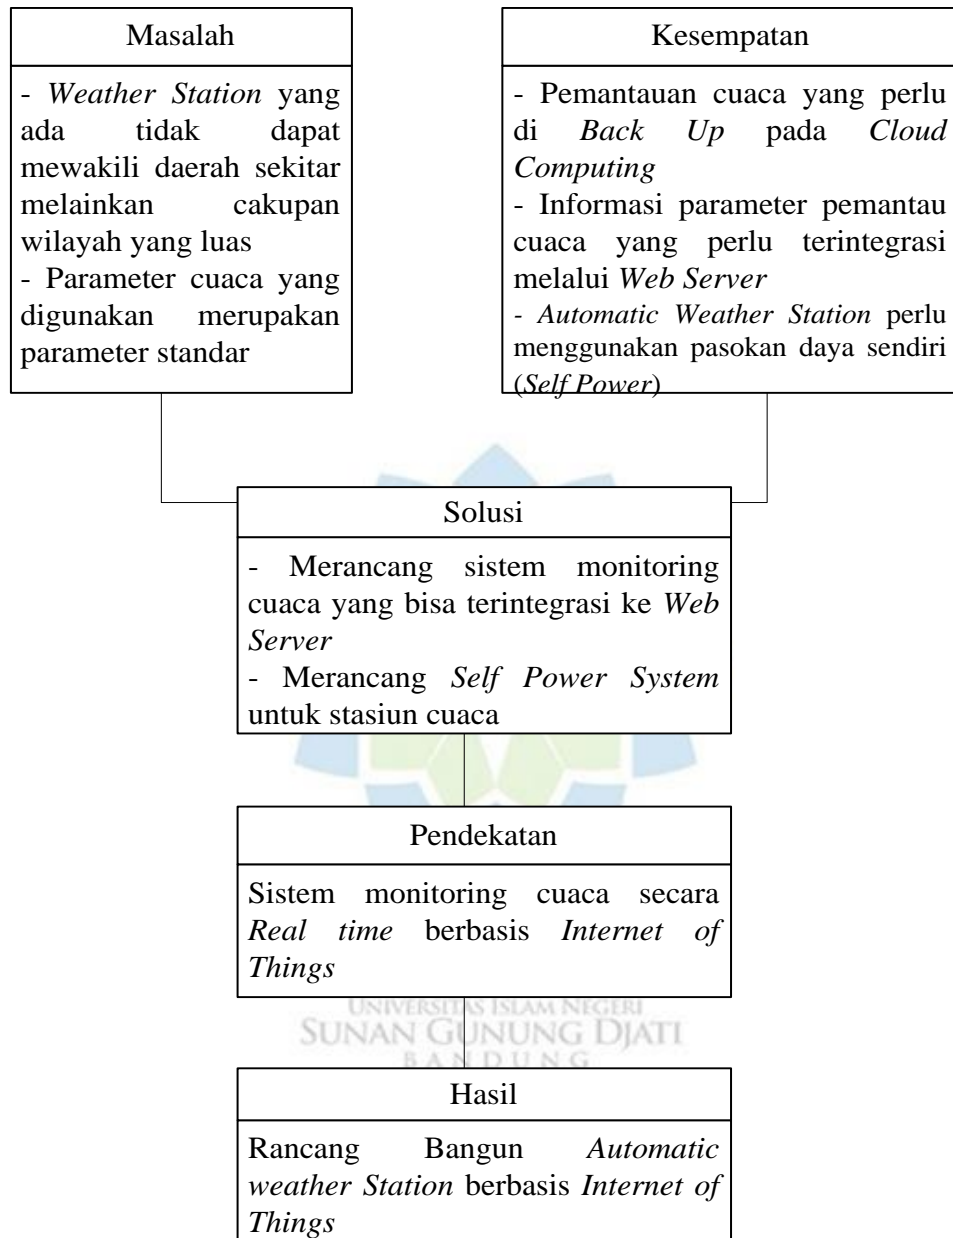 Masalah
- Weather Station yang
ada tidak dapat
mewakili daerah sekitar
melainkan cakupan
wilayah yang luas
- Parameter cuaca yang
digunakan merupakan
parameter standar
Kesempatan
- Pemantauan cuaca yang perlu
di Back Up pada Cloud
Computing
- Informasi parameter pemantau
cuaca yang perlu terintegrasi
melalui Web Server
- Automatic Weather Station perlu
menggunakan pasokan daya sendiri
(Self Power)
Solusi
- Merancang sistem monitoring
cuaca yang bisa terintegrasi ke Web
Server
- Merancang Self Power System
untuk stasiun cuaca
Pendekatan
Sistem monitoring cuaca secara
Real time berbasis Internet of
Things
UNIVERSITAS ISLAM NEGERI
SUNAN GUNUNG DJATI
BANDUNG
Hasil
Rancang Bangun Automatic
weather Station berbasis Internet of
Things